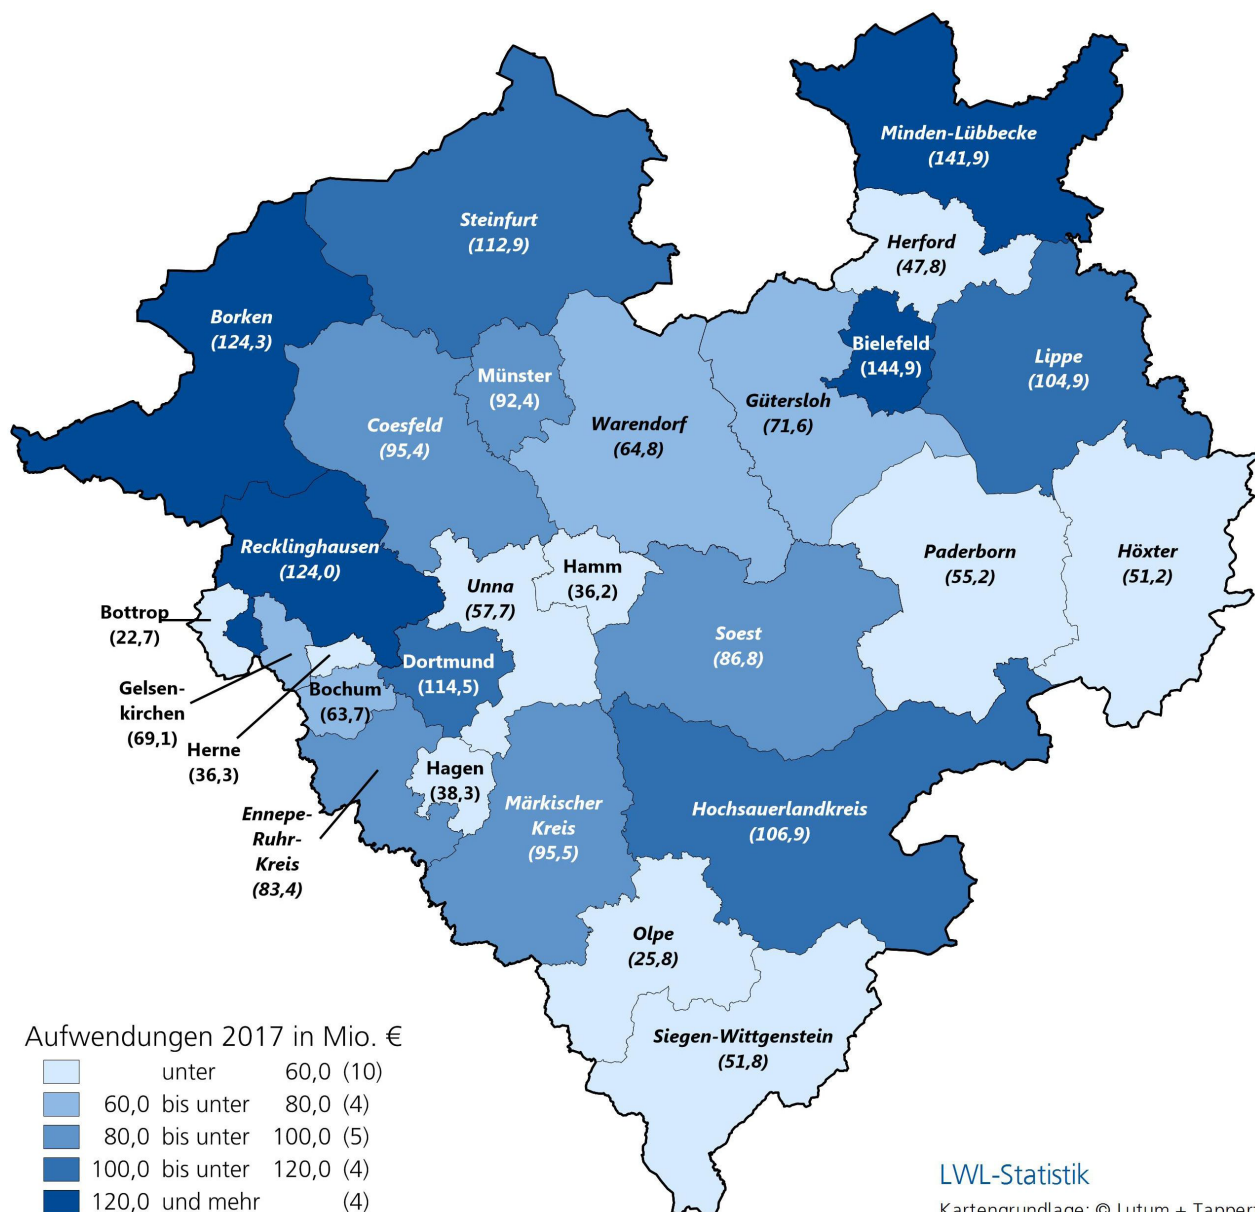 Minden-Lübbecke
(141,9)
Steinfurt
(112,9)
Herford
(47,8)
Borken
(124,3)
Bielefeld
(144,9)
Lippe
(104,9)
Münster
(92,4)
Gütersloh
(71,6)
Coesfeld
(95,4)
Warendorf
(64,8)
Recklinghausen
(124,0)
Paderborn
(55,2)
Höxter
(51,2)
Hamm
(36,2)
Unna
(57,7)
Bottrop
(22,7)
Soest
(86,8)
Dortmund
(114,5)
Gelsen-
kirchen
(69,1)
Bochum
(63,7)
Herne
(36,3)
Hagen
(38,3)
Ennepe-
Ruhr-
Kreis
(83,4)
Märkischer
Kreis
(95,5)
Hochsauerlandkreis
(106,9)
Olpe
(25,8)
Siegen-Wittgenstein
(51,8)
Aufwendungen 2017 in Mio. €
unter 60,0 (10)
60,0 bis unter 80,0 (4)
80,0 bis unter 100,0 (5)
100,0 bis unter 120,0 (4)
120,0 und mehr (4)
LWL-Statistik
Kartengrundlage: © Lutum + Tappert